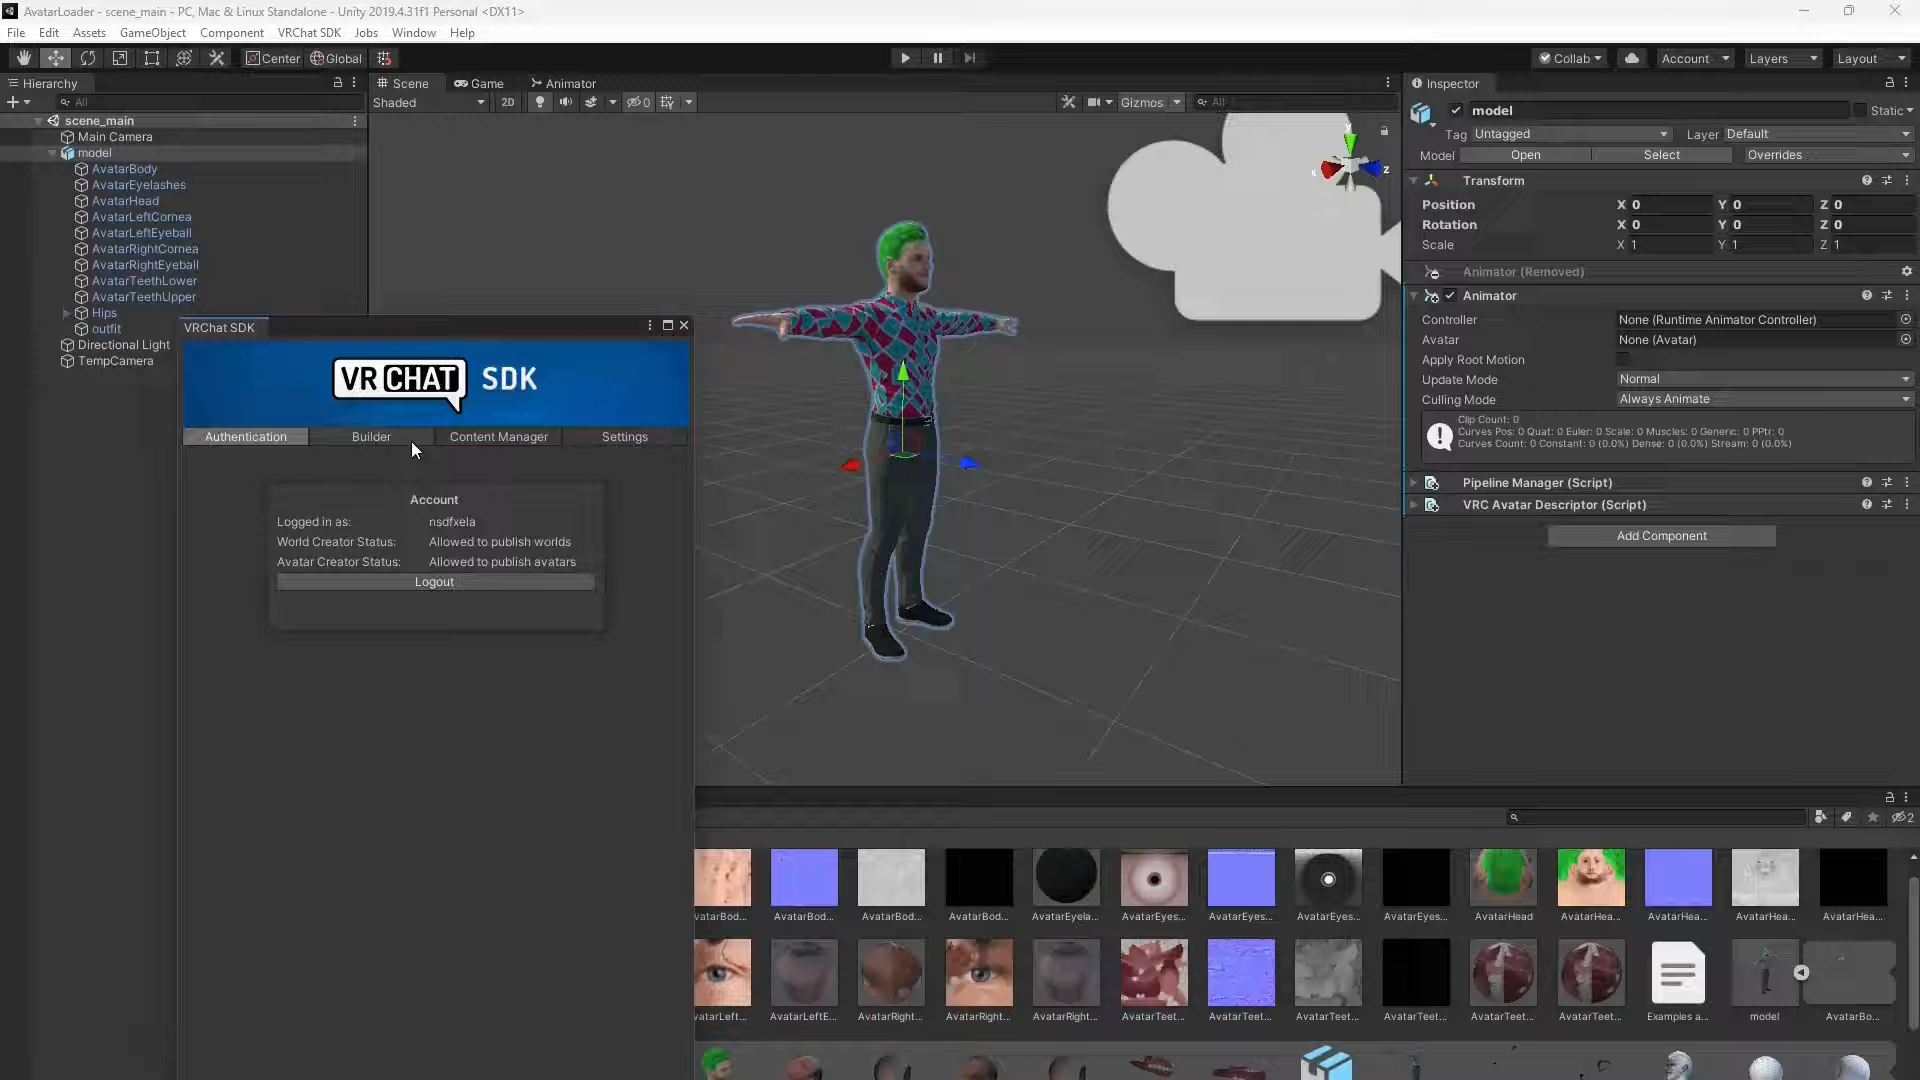 AvatarLoader - scene_main - PC, Mac & Linux Standalone - Unity 2019.4.31f1 Personal <DX11>
File Edit Assets GameObject Component VRChat SDK Jobs Window Help
Center Global
Collab Account Layers Layout
Hierarchy
All
scene_main
Main Camera
model
AvatarBody
AvatarEyelashes
AvatarHead
AvatarLeftCornea
AvatarLeftEyeball
AvatarRightCornea
AvatarRightEyeball
AvatarTeethLower
AvatarTeethUpper
Hips
outfit
Directional Light
TempCamera
Scene Game Animator
Shaded 2D 0 Gizmos All
y
x z
VRChat SDK
VRCHAT SDK
Authentication Builder Content Manager Settings
Account
Logged in as: nsdfxela
World Creator Status: Allowed to publish worlds
Avatar Creator Status: Allowed to publish avatars
Logout
Inspector
model Static
Tag Untagged Layer Default
Model Open Select Overrides
Transform
Position X 0 Y 0 Z 0
Rotation X 0 Y 0 Z 0
Scale X 1 Y 1 Z 1
Animator (Removed)
Animator
Controller None (Runtime Animator Controller)
Avatar None (Avatar)
Apply Root Motion
Update Mode Normal
Culling Mode Always Animate
Clip Count: 0
Curves Pos: 0 Quat: 0 Euler: 0 Scale: 0 Muscles: 0 Generic: 0 PPtr: 0
Curves Count: 0 Constant: 0 (0.0%) Dense: 0 (0.0%) Stream: 0 (0.0%)
Pipeline Manager (Script)
VRC Avatar Descriptor (Script)
Add Component
2
vatarBod... AvatarBod... AvatarBod... AvatarBod... AvatarEyela... AvatarEyes... AvatarEyes... AvatarEyes... AvatarEyes... AvatarHead AvatarHea... AvatarHea... AvatarHea... AvatarHea...
vatarLeft... AvatarLeftE... AvatarRight... AvatarRight... AvatarRight... AvatarTeet... AvatarTeet... AvatarTeet... AvatarTeet... AvatarTeet... AvatarTeet... Examples a... model AvatarBo...